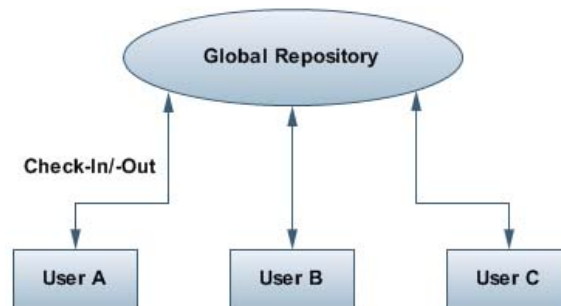 Global Repository
Check-In/-Out
User A
User B
User C